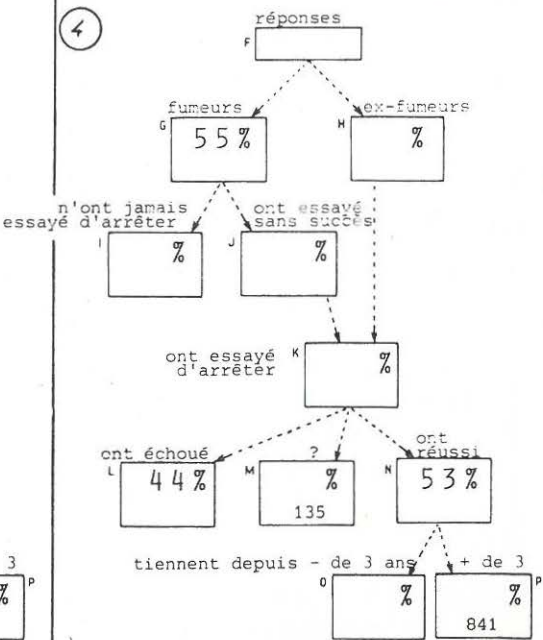 4
réponses
F
fumeurs
ex-fumeurs
G
55%
H
%
n'ont jamais
essayé d'arrêter
ont essayé
sans succès
I
%
J
%
ont essayé
d'arrêter
K
%
ont échoué
?
ont
réussi
L
44%
M
%
135
N
53%
3
tiennent depuis - de 3 ans
+ de 3
%
P
O
%
%
841
P